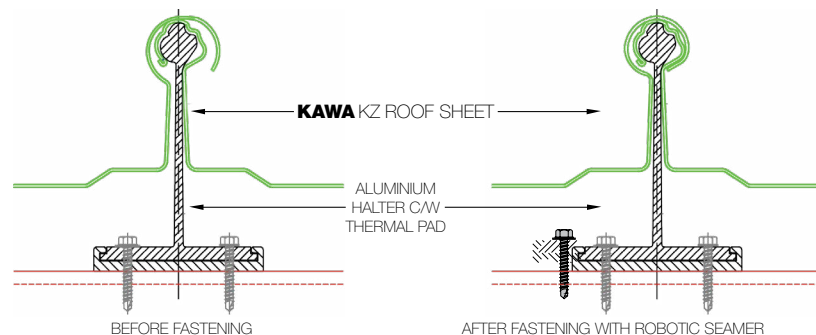 KAWA KZ ROOF SHEET
ALUMINIUM
HALTER C/W
THERMAL PAD
BEFORE FASTENING
AFTER FASTENING WITH ROBOTIC SEAMER